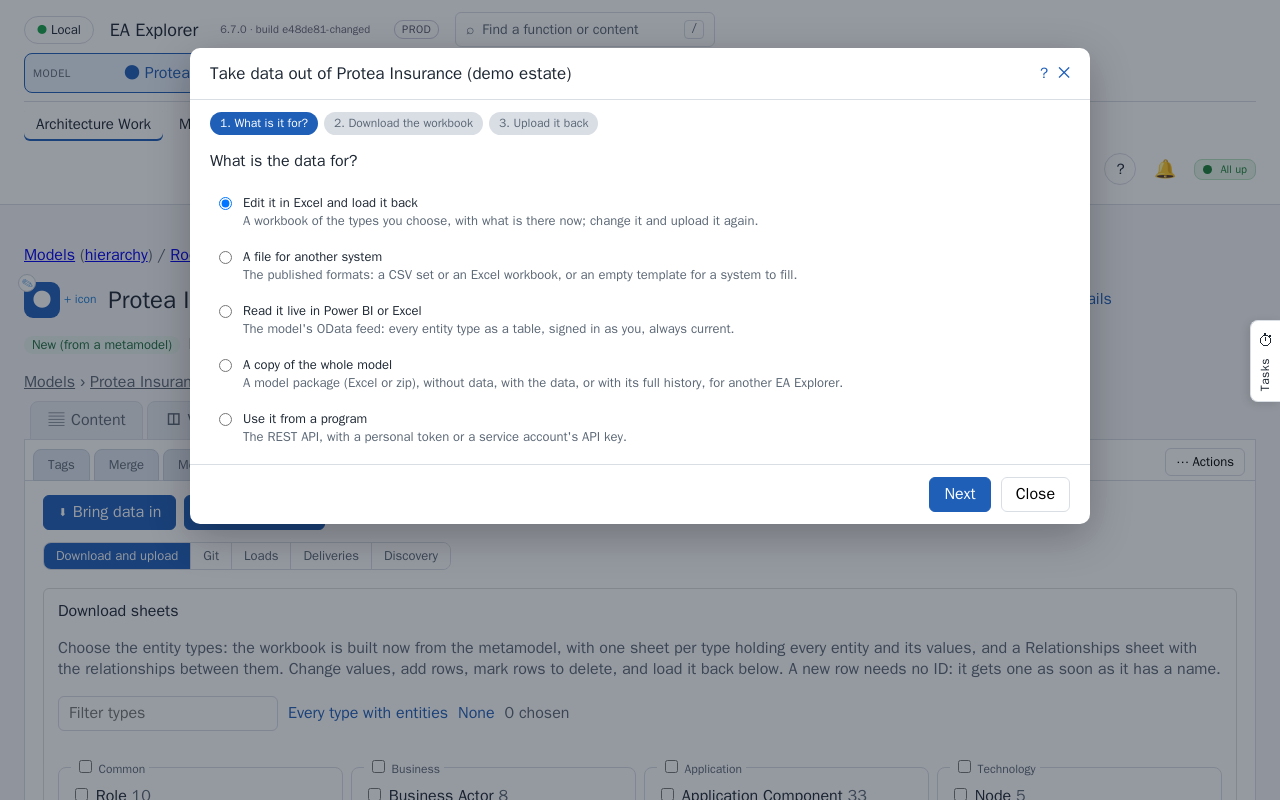 Local
EA Explorer
6.7.0 · build e48de81-changed
PROD
Find a function or content
/
MODEL
Protea
Architecture Work
M
?
All up
Take data out of Protea Insurance (demo estate)
?
1. What is it for?
2. Download the workbook
3. Upload it back
What is the data for?
Edit it in Excel and load it back
A workbook of the types you choose, with what is there now; change it and upload it again.
A file for another system
The published formats: a CSV set or an Excel workbook, or an empty template for a system to fill.
Read it live in Power BI or Excel
The model's OData feed: every entity type as a table, signed in as you, always current.
A copy of the whole model
A model package (Excel or zip), without data, with the data, or with its full history, for another EA Explorer.
Use it from a program
The REST API, with a personal token or a service account's API key.
Next
Close
Models (hierarchy) / Ro
+ icon
Protea I
ails
New (from a metamodel)
Models › Protea Insuran
Tasks
Content
Tags
Merge
⋯ Actions
Bring data in
Download and upload
Git
Loads
Deliveries
Discovery
Download sheets
Choose the entity types: the workbook is built now from the metamodel, with one sheet per type holding every entity and its values, and a Relationships sheet with
the relationships between them. Change values, add rows, mark rows to delete, and load it back below. A new row needs no ID: it gets one as soon as it has a name.
Filter types
Every type with entities
None
0 chosen
Common
Business
Application
Technology
Role 10
Business Actor 8
Application Component 33
Node 5